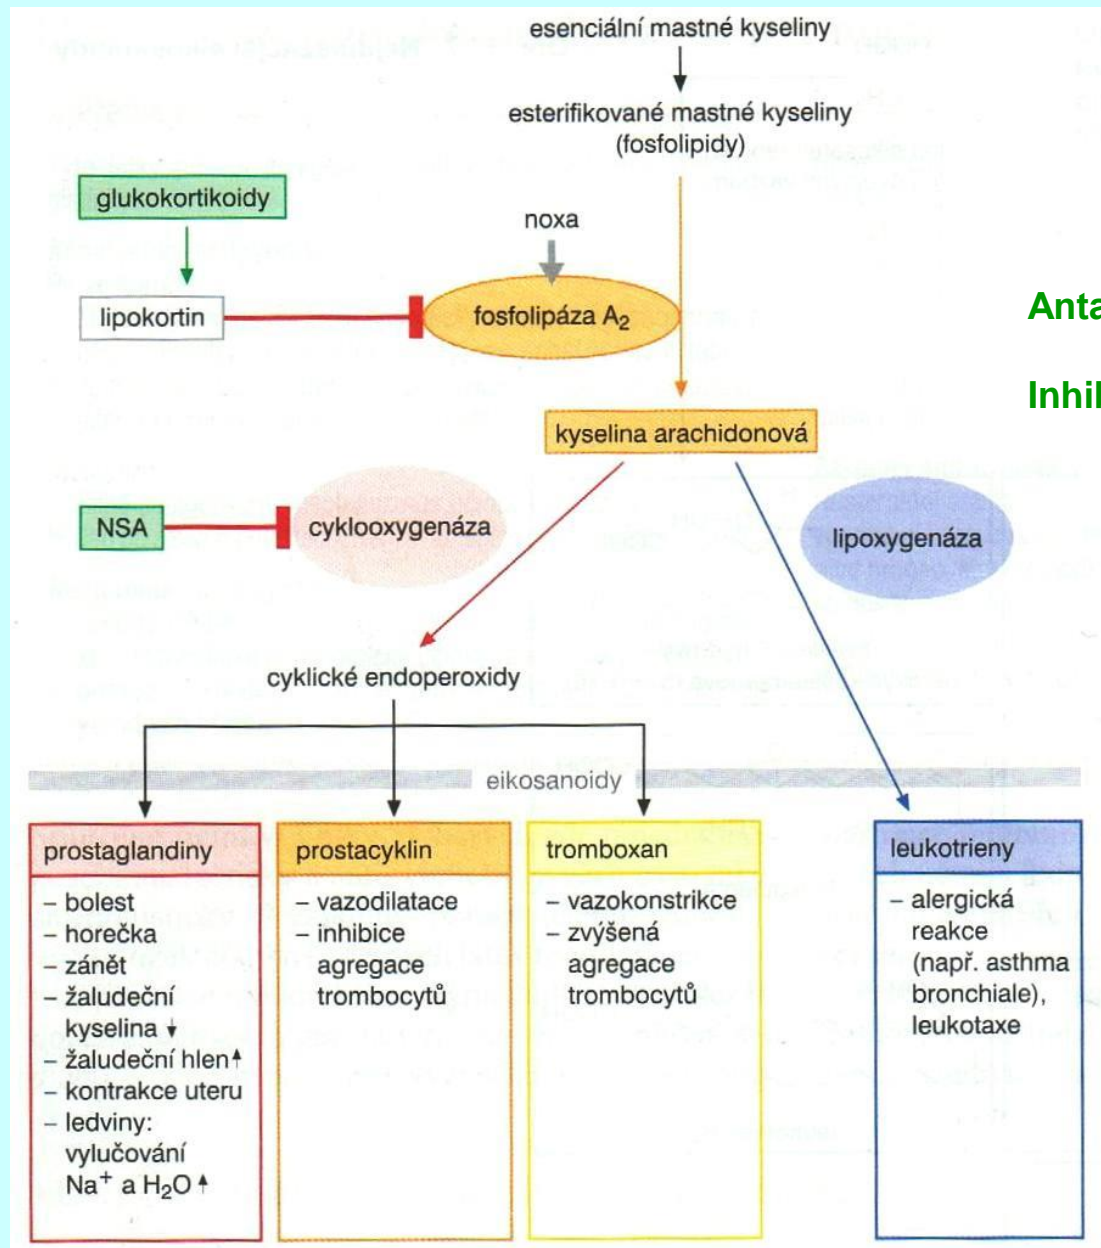 esenciální mastné kyseliny
esterifikované mastné kyseliny
(fosfolipidy)
glukokortikoidy
noxa
lipokortin
fosfolipáza A₂
kyselina arachidonová
NSA
cyklooxygenáza
lipoxygenáza
cyklické endoperoxidy
eikosanoidy
prostaglandiny
– bolest
– horečka
– zánět
– žaludeční
kyselina ↓
– žaludeční hlen ↑
– kontrakce uteru
– ledviny:
vylučování
Na⁺ a H₂O ↑
prostacyklin
– vazodilatace
– inhibice
agregace
trombocytů
tromboxan
– vazokonstrikce
– zvýšená
agregace
trombocytů
leukotrieny
– alergická
reakce
(např. asthma
bronchiale),
leukotaxe